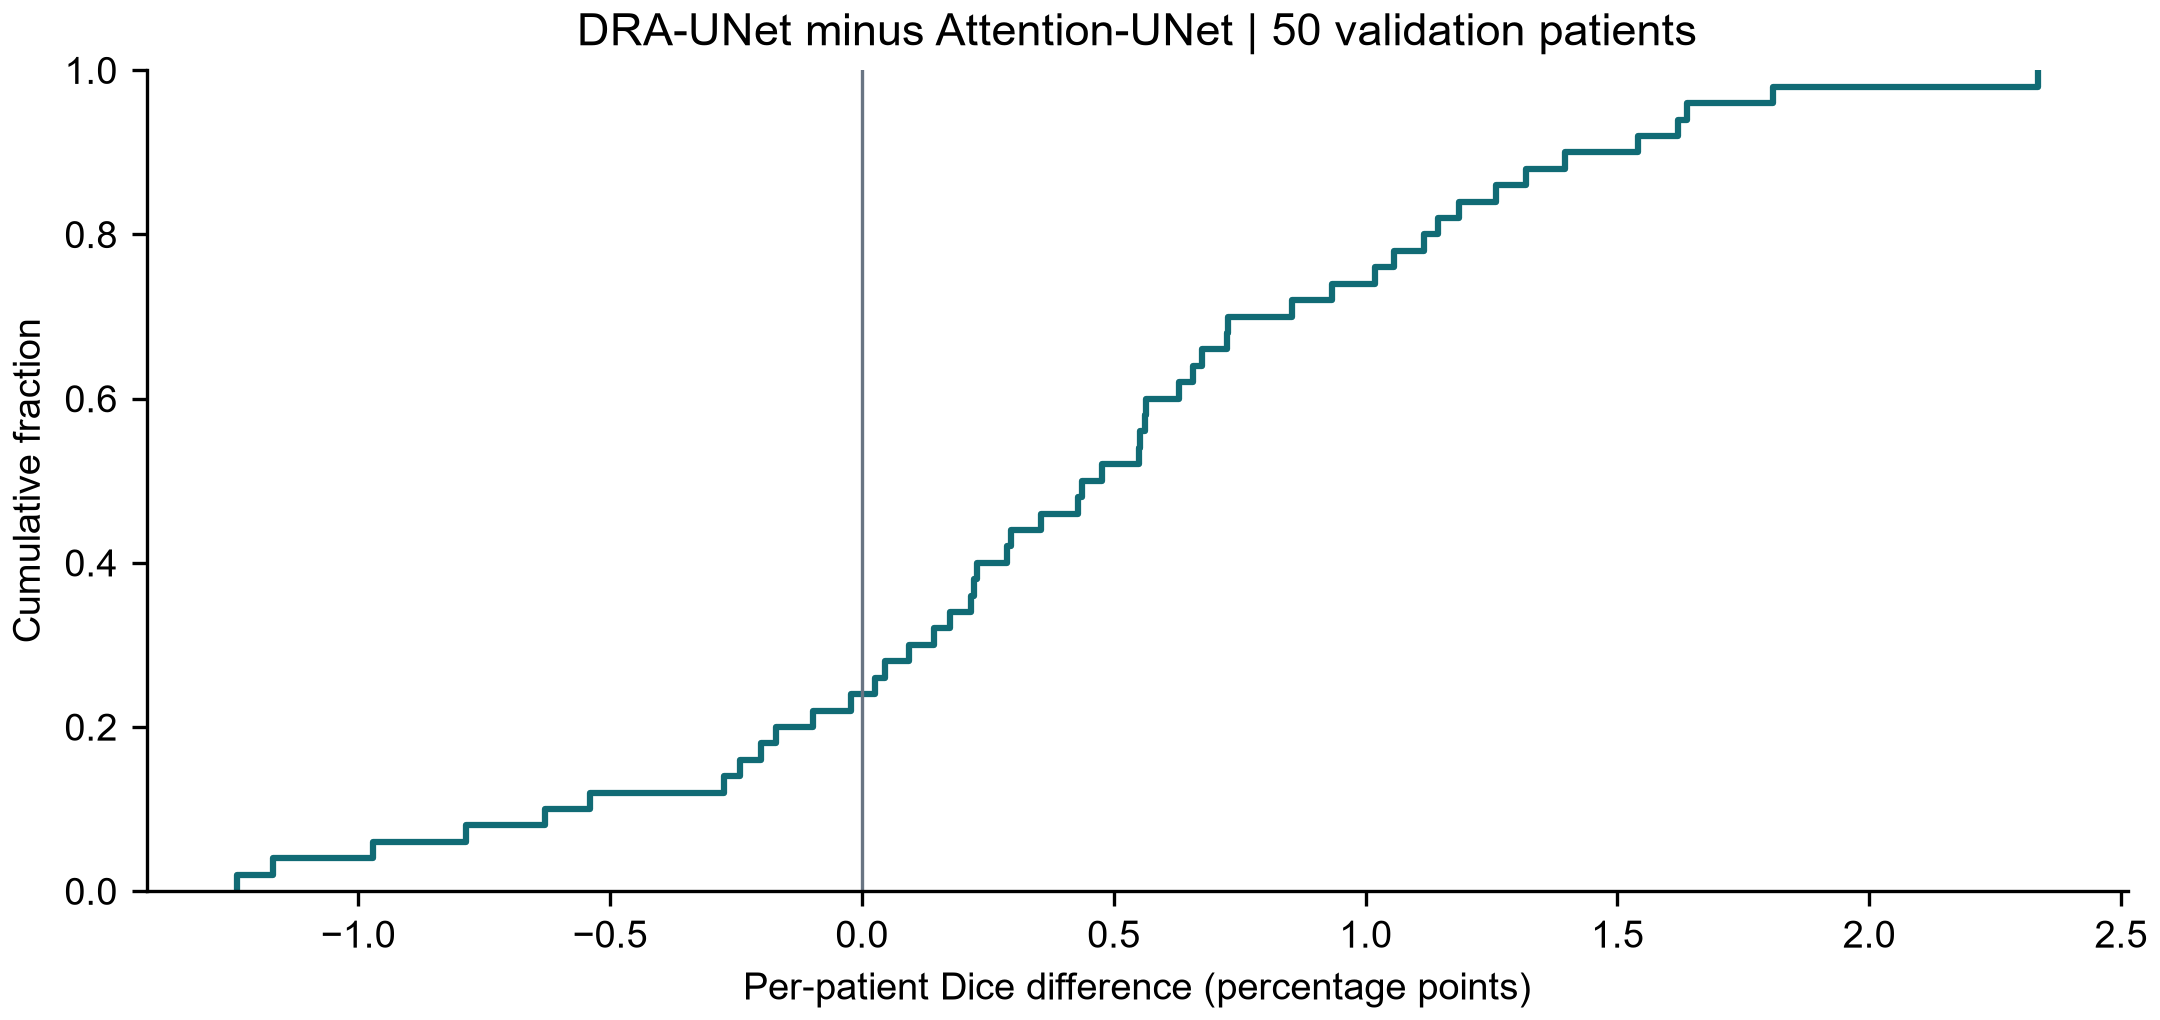 DRA-UNet minus Attention-UNet | 50 validation patients
1.0
0.8
0.6
0.4
0.2
0.0
Cumulative fraction
−1.0 −0.5 0.0 0.5 1.0 1.5 2.0 2.5
Per-patient Dice difference (percentage points)